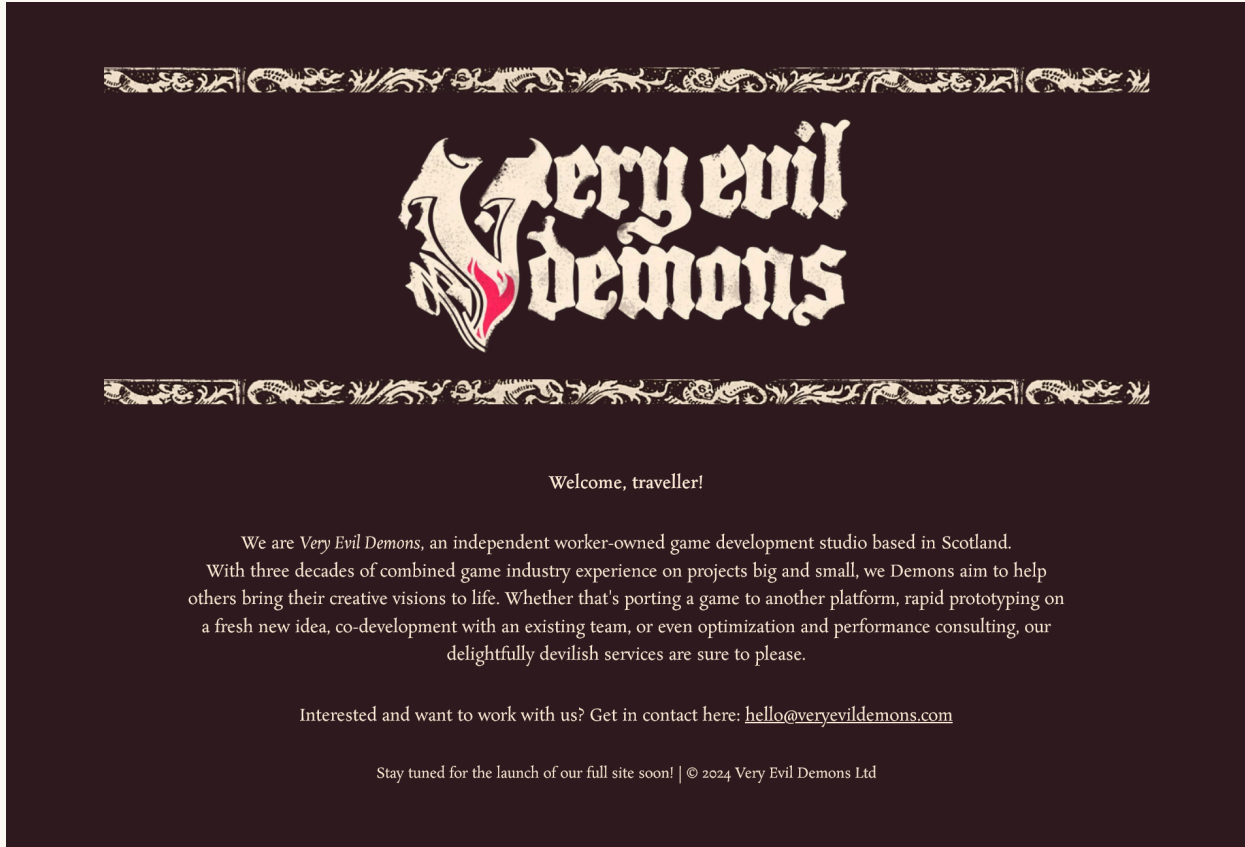 Very evil
demons
Welcome, traveller!
We are Very Evil Demons, an independent worker-owned game development studio based in Scotland.
With three decades of combined game industry experience on projects big and small, we Demons aim to help
others bring their creative visions to life. Whether that's porting a game to another platform, rapid prototyping on
a fresh new idea, co-development with an existing team, or even optimization and performance consulting, our
delightfully devilish services are sure to please.
Interested and want to work with us? Get in contact here: hello@veryevildemons.com
Stay tuned for the launch of our full site soon! | © 2024 Very Evil Demons Ltd